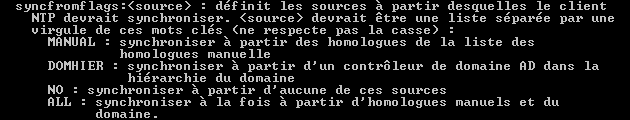 syncfromflags:<source> : définit les sources à partir desquelles le client
NTP devrait synchroniser. <source> devrait être une liste séparée par une
virgule de ces mots clés (ne respecte pas la casse) :
MANUAL : synchroniser à partir des homologues de la liste des
homologues manuelle
DOMHIER : synchroniser à partir d'un contrôleur de domaine AD dans la
hiérarchie du domaine
NO : synchroniser à partir d'aucune de ces sources
ALL : synchroniser à la fois à partir d'homologues manuels et du
domaine.